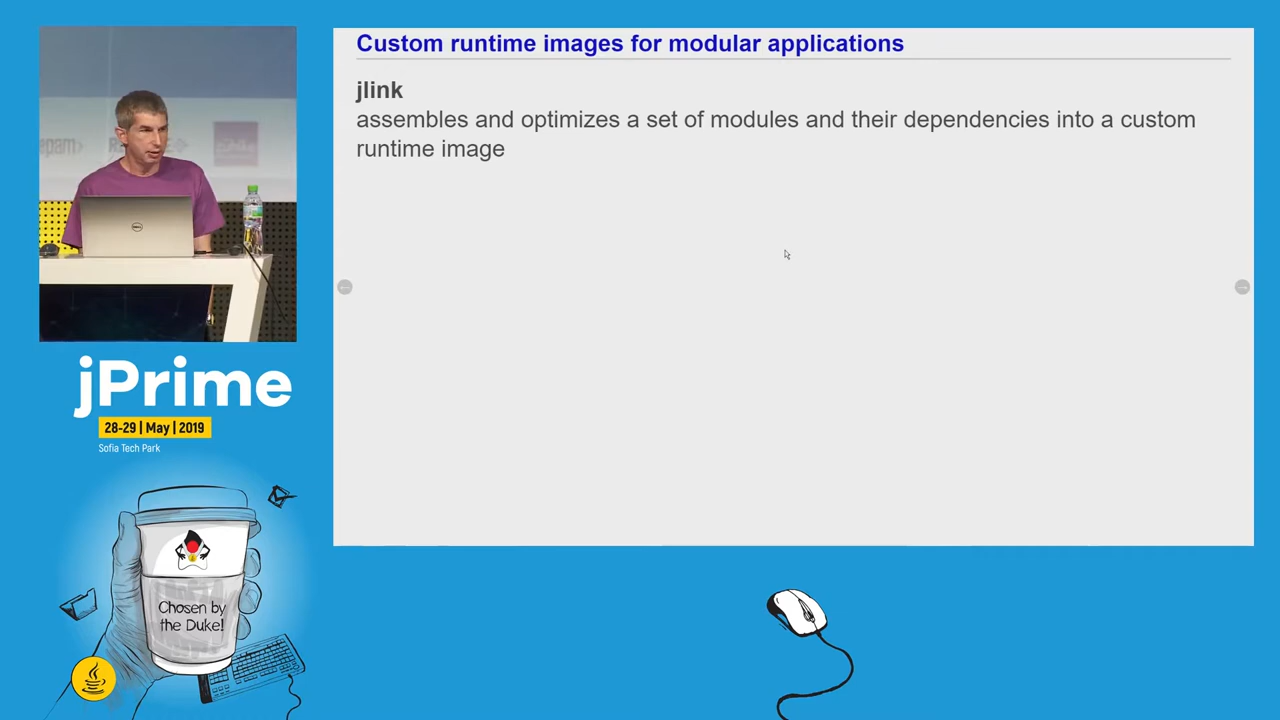 Custom runtime images for modular applications
jlink
assembles and optimizes a set of modules and their dependencies into a custom
runtime image
jPrime
28-29 | May | 2019
Sofia Tech Park
Chosen by
the Duke!